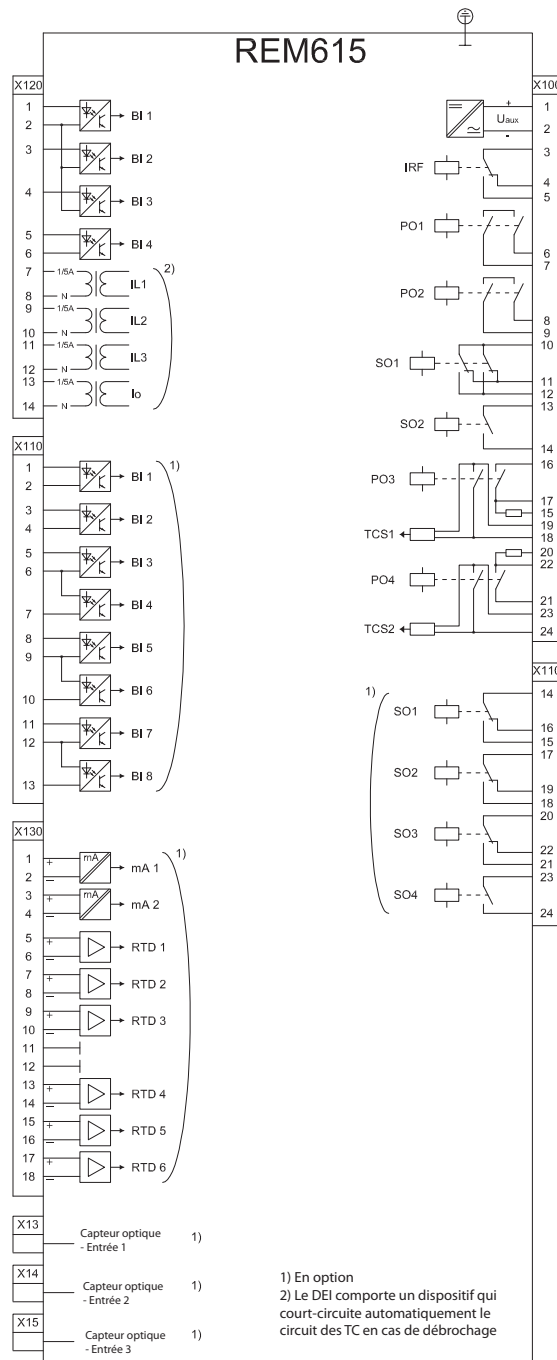 REM615
X120
1
2
3
4
5
6
7
8
9
10
11
12
13
14
BI 1
BI 2
BI 3
BI 4
1/5A
N
IL1
1/5A
N
IL2
1/5A
N
IL3
1/5A
N
Io
2)
X110
1
2
3
4
5
6
7
8
9
10
11
12
13
BI 1
BI 2
BI 3
BI 4
BI 5
BI 6
BI 7
BI 8
1)
X130
1
2
3
4
5
6
7
8
9
10
11
12
13
14
15
16
17
18
+
–
mA
mA 1
+
–
mA
mA 2
+
–
RTD 1
+
–
RTD 2
+
–
RTD 3
+
–
RTD 4
+
–
RTD 5
+
–
RTD 6
1)
X13
Capteur optique
- Entrée 1
1)
X14
Capteur optique
- Entrée 2
1)
X15
Capteur optique
- Entrée 3
1)
X100
+
Uaux
-
1
2
IRF
3
4
5
PO1
6
7
PO2
8
9
SO1
10
11
12
SO2
13
14
PO3
16
17
15
19
18
TCS1
20
22
PO4
21
23
TCS2
24
X110
1)
SO1
14
16
15
SO2
17
19
18
SO3
20
22
21
SO4
23
24
1) En option
2) Le DEI comporte un dispositif qui
court-circuite automatiquement le
circuit des TC en cas de débrochage